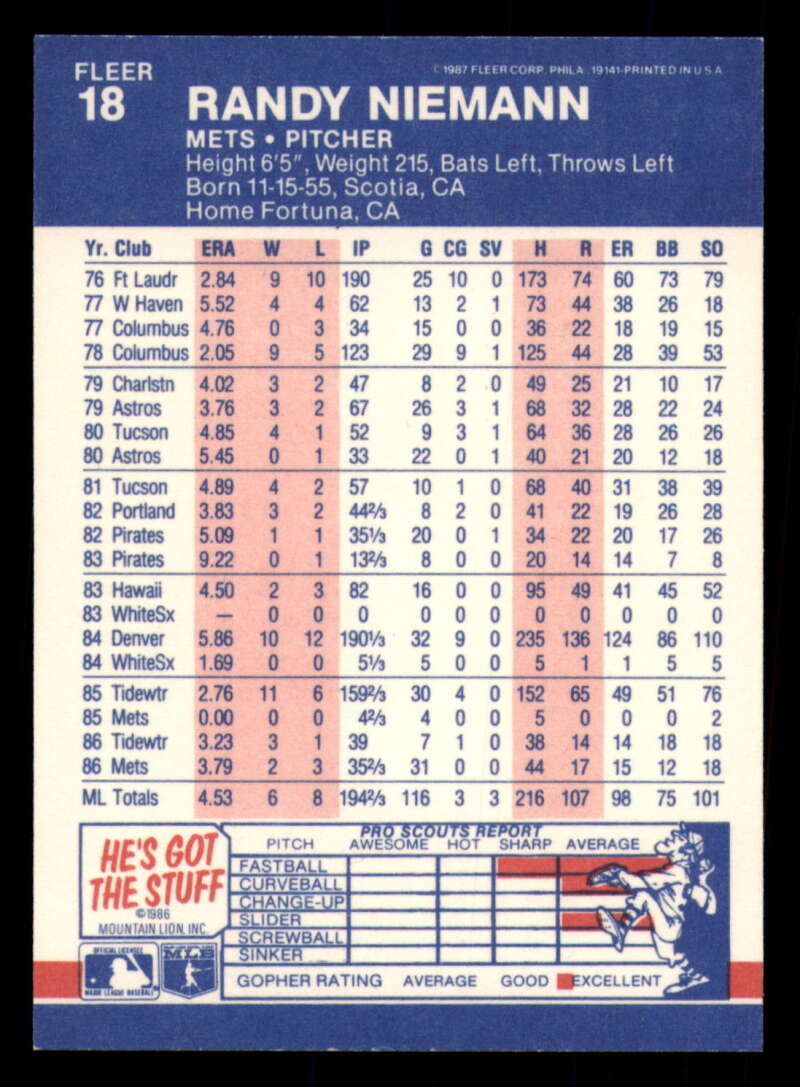 FLEER
©1987 FLEER CORP. PHILA. 19141-PRINTED IN U S A
18 RANDY NIEMANN
METS • PITCHER
Height 6'5", Weight 215, Bats Left, Throws Left
Born 11-15-55, Scotia, CA
Home Fortuna, CA
Yr. Club ERA W L IP G CG SV H R ER BB SO
76 Ft Laudr 2.84 9 10 190 25 10 0 173 74 60 73 79
77 W Haven 5.52 4 4 62 13 2 1 73 44 38 26 18
77 Columbus 4.76 0 3 34 15 0 0 36 22 18 19 15
78 Columbus 2.05 9 5 123 29 9 1 125 44 28 39 53
79 Charlstn 4.02 3 2 47 8 2 0 49 25 21 10 17
79 Astros 3.76 3 2 67 26 3 1 68 32 28 22 24
80 Tucson 4.85 4 1 52 9 3 1 64 36 28 26 26
80 Astros 5.45 0 1 33 22 0 1 40 21 20 12 18
81 Tucson 4.89 4 2 57 10 1 0 68 40 31 38 39
82 Portland 3.83 3 2 44⅔ 8 2 0 41 22 19 26 28
82 Pirates 5.09 1 1 35⅓ 20 0 1 34 22 20 17 26
83 Pirates 9.22 0 1 13⅔ 8 0 0 20 14 14 7 8
83 Hawaii 4.50 2 3 82 16 0 0 95 49 41 45 52
83 WhiteSx — 0 0 0 0 0 0 0 0 0 0 0
84 Denver 5.86 10 12 190⅓ 32 9 0 235 136 124 86 110
84 WhiteSx 1.69 0 0 5⅓ 5 0 0 5 1 1 5 5
85 Tidewtr 2.76 11 6 159⅔ 30 4 0 152 65 49 51 76
85 Mets 0.00 0 0 4⅔ 4 0 0 5 0 0 0 2
86 Tidewtr 3.23 3 1 39 7 1 0 38 14 14 18 18
86 Mets 3.79 2 3 35⅔ 31 0 0 44 17 15 12 18
ML Totals 4.53 6 8 194⅔ 116 3 3 216 107 98 75 101
HE'S GOT
THE STUFF
©1986
MOUNTAIN LION, INC.
OFFICIAL LICENSEE
MAJOR LEAGUE BASEBALL
MLB
PRO SCOUTS REPORT
PITCH AWESOME HOT SHARP AVERAGE
FASTBALL
CURVEBALL
CHANGE-UP
SLIDER
SCREWBALL
SINKER
GOPHER RATING AVERAGE GOOD EXCELLENT